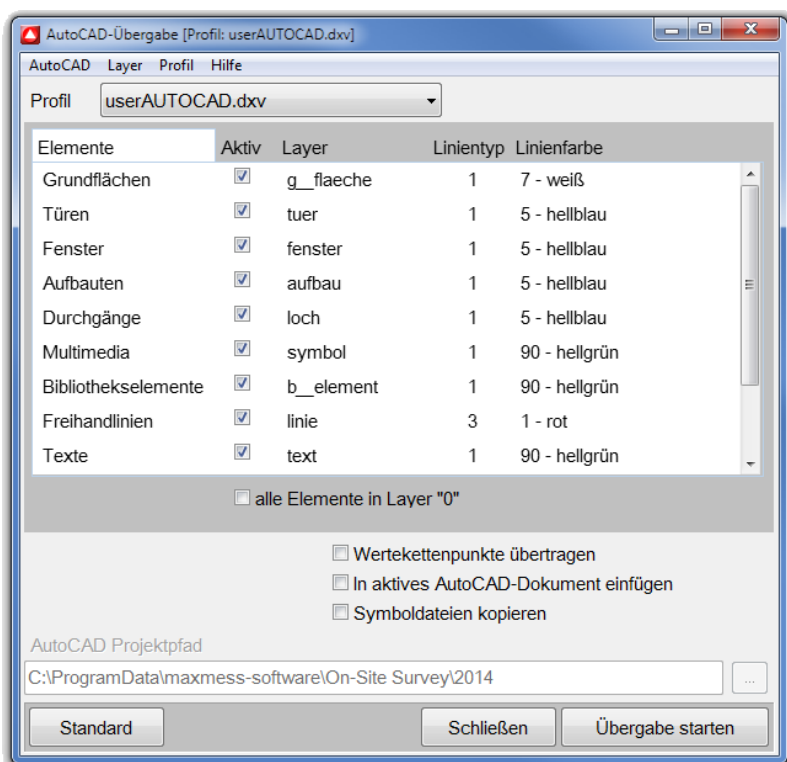 AutoCAD-Übergabe [Profil: userAUTOCAD.dxv]
AutoCAD Layer Profil Hilfe
Profil userAUTOCAD.dxv
Elemente Aktiv Layer Linientyp Linienfarbe
Grundflächen g__flaeche 1 7 - weiß
Türen tuer 1 5 - hellblau
Fenster fenster 1 5 - hellblau
Aufbauten aufbau 1 5 - hellblau
Durchgänge loch 1 5 - hellblau
Multimedia symbol 1 90 - hellgrün
Bibliothekselemente b__element 1 90 - hellgrün
Freihandlinien linie 3 1 - rot
Texte text 1 90 - hellgrün
alle Elemente in Layer "0"
Wertekettenpunkte übertragen
In aktives AutoCAD-Dokument einfügen
Symboldateien kopieren
AutoCAD Projektpfad
C:\ProgramData\maxmess-software\On-Site Survey\2014 ...
Standard Schließen Übergabe starten